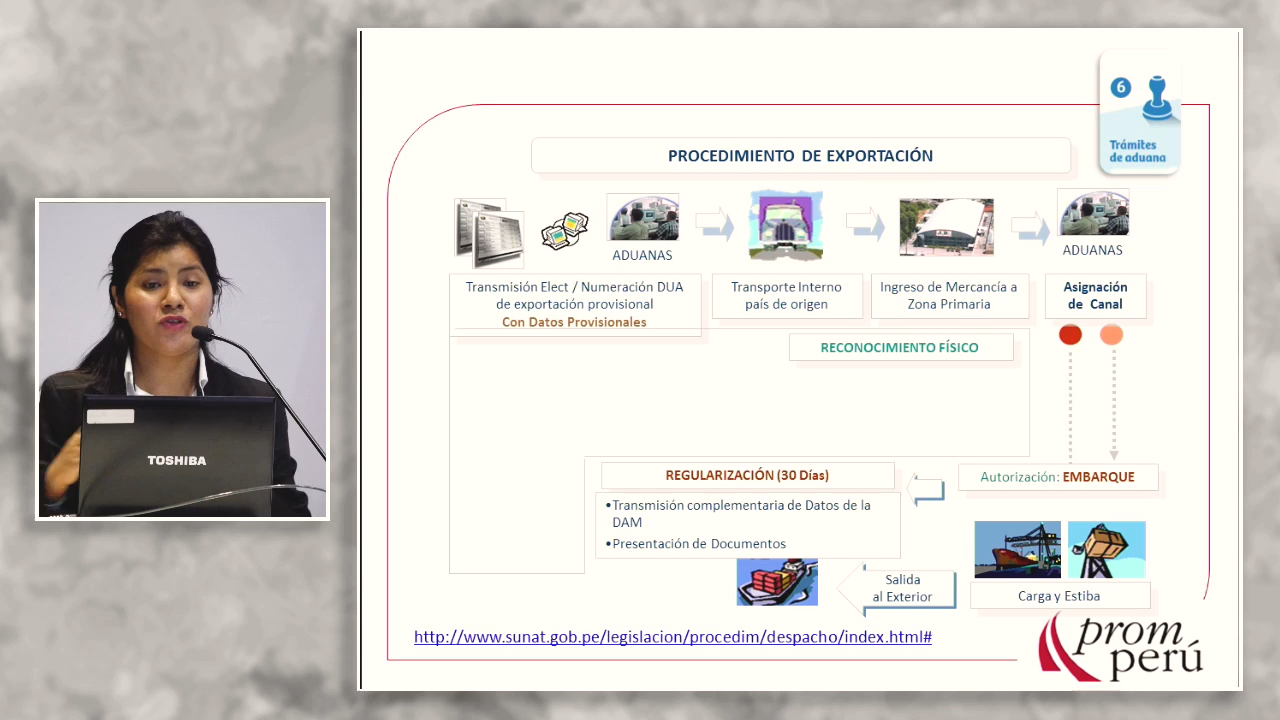 6
Trámites
de aduana
PROCEDIMIENTO DE EXPORTACIÓN
ADUANAS
ADUANAS
Transmisión Elect / Numeración DUA
de exportación provisional
Con Datos Provisionales
Transporte Interno
país de origen
Ingreso de Mercancía a
Zona Primaria
Asignación
de Canal
RECONOCIMIENTO FÍSICO
REGULARIZACIÓN (30 Días)
•Transmisión complementaria de Datos de la
DAM
•Presentación de Documentos
Autorización: EMBARQUE
Salida
al Exterior
Carga y Estiba
http://www.sunat.gob.pe/legislacion/procedim/despacho/index.html#
prom
perú
TOSHIBA